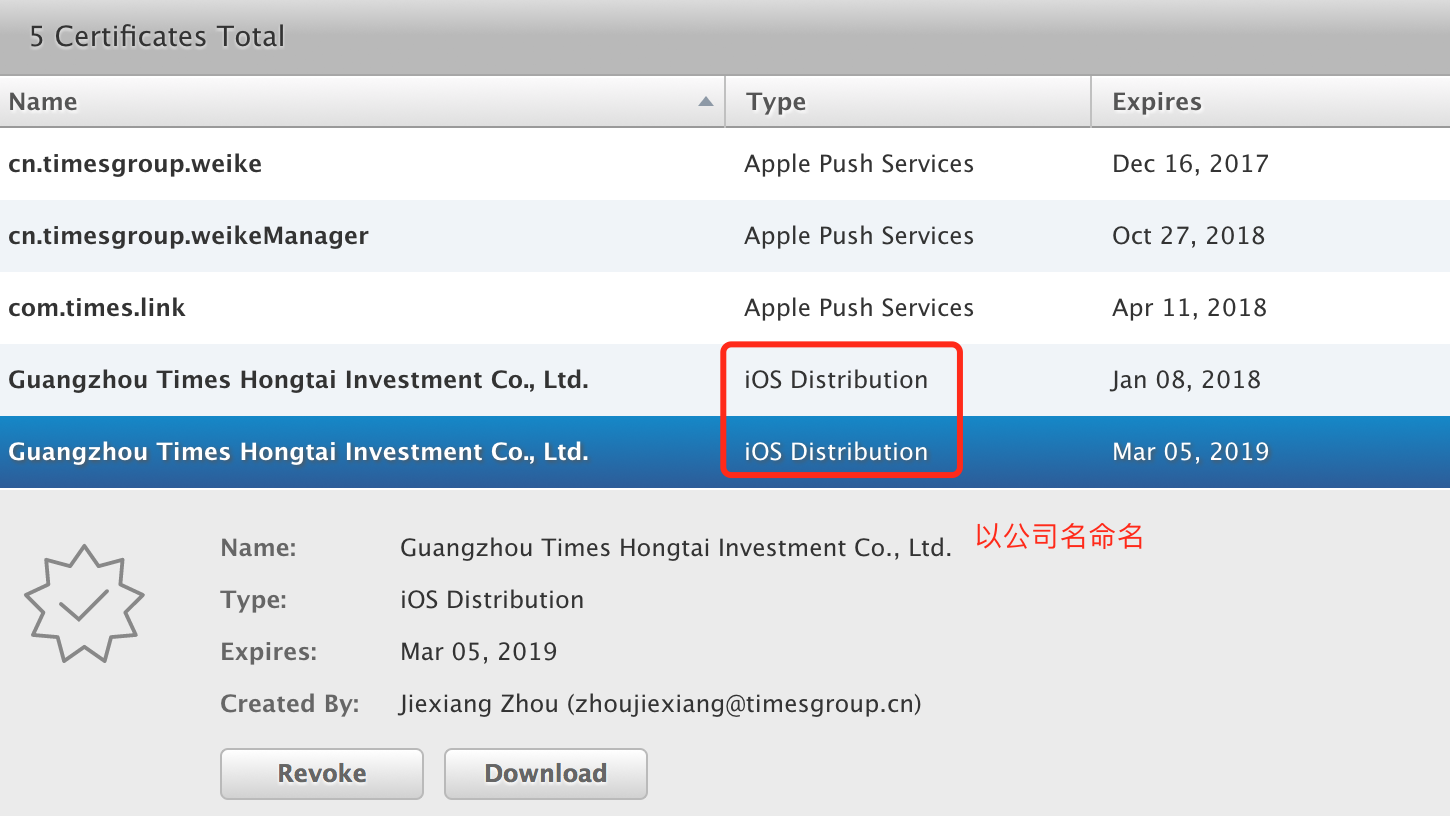 5 Certificates Total
Name Type Expires
cn.timesgroup.weike Apple Push Services Dec 16, 2017
cn.timesgroup.weikeManager Apple Push Services Oct 27, 2018
com.times.link Apple Push Services Apr 11, 2018
Guangzhou Times Hongtai Investment Co., Ltd. iOS Distribution Jan 08, 2018
Guangzhou Times Hongtai Investment Co., Ltd. iOS Distribution Mar 05, 2019
Name: Guangzhou Times Hongtai Investment Co., Ltd. 以公司名命名
Type: iOS Distribution
Expires: Mar 05, 2019
Created By: Jiexiang Zhou (zhoujiexiang@timesgroup.cn)
Revoke Download